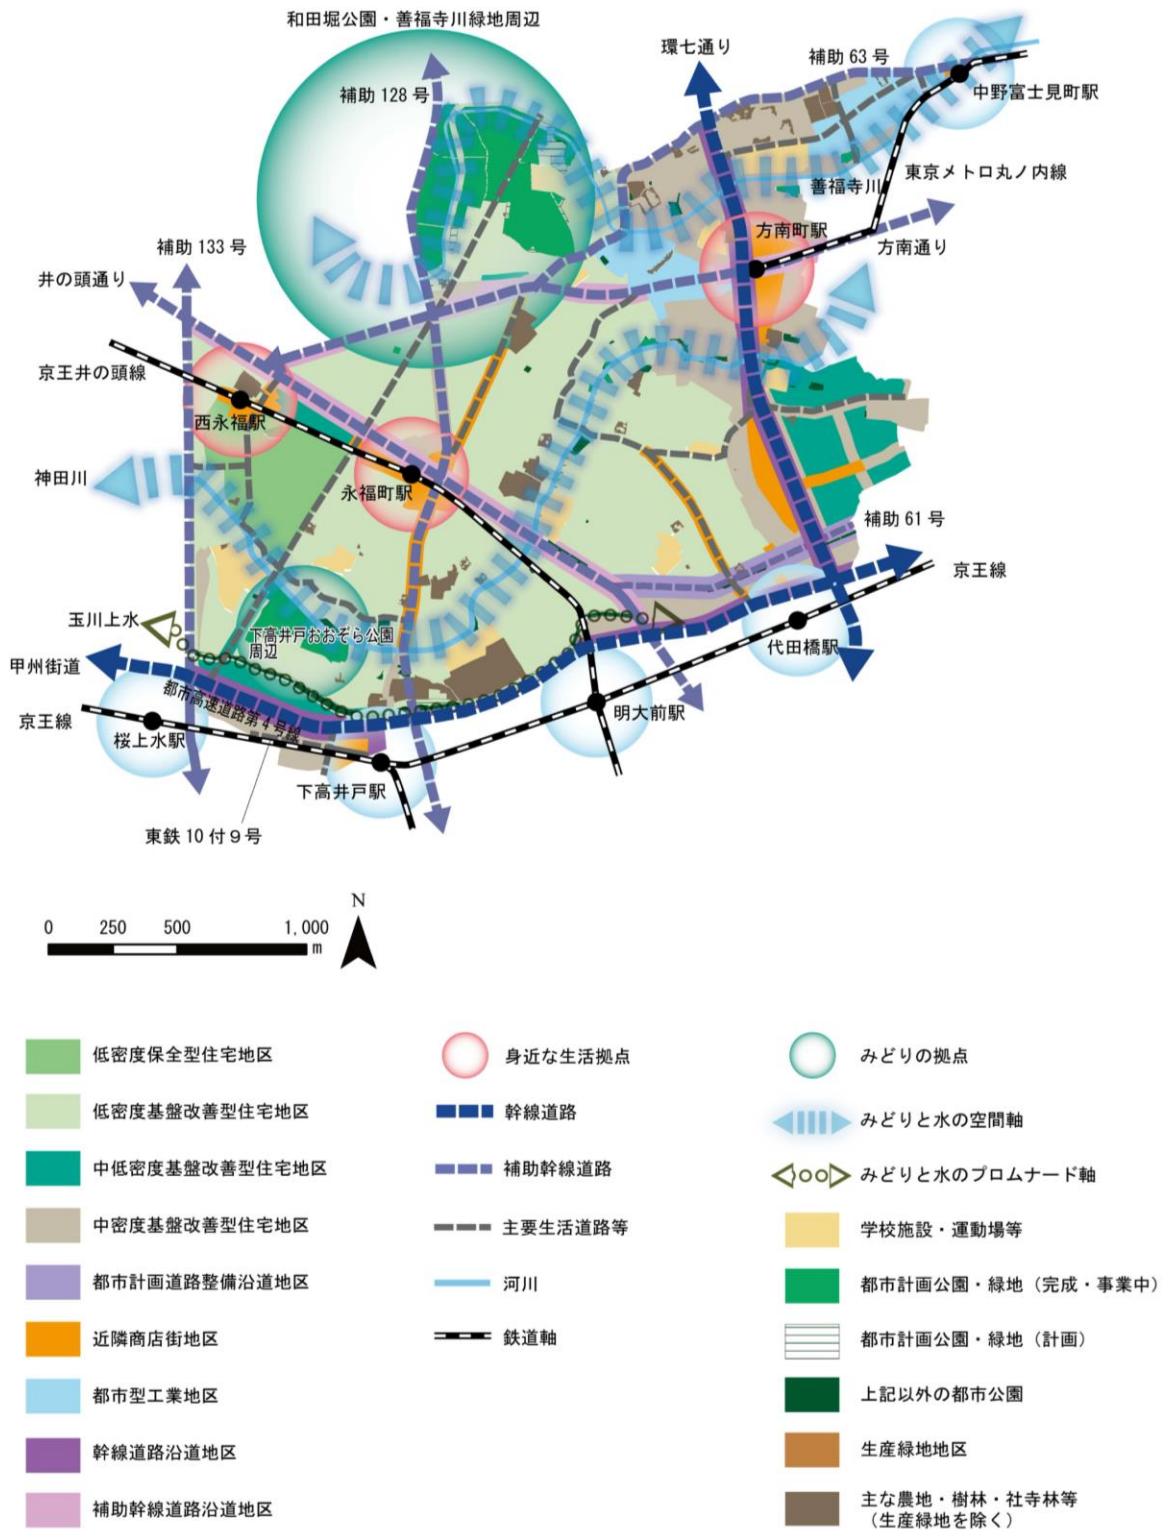 和田堀公園・善福寺川緑地周辺
環七通り
補助 63 号
補助 128 号
中野富士見町駅
東京メトロ丸ノ内線
善福寺川
方南町駅
方南通り
補助 133 号
井の頭通り
京王井の頭線
西永福駅
神田川
永福町駅
補助 61 号
京王線
玉川上水
下高井戸おおぞら公園
周辺
代田橋駅
甲州街道
都市高速道路第4号線
京王線
桜上水駅
明大前駅
下高井戸駅
東鉄 10 付 9 号
N
0 250 500 1,000
m
低密度保全型住宅地区
低密度基盤改善型住宅地区
中低密度基盤改善型住宅地区
中密度基盤改善型住宅地区
都市計画道路整備沿道地区
近隣商店街地区
都市型工業地区
幹線道路沿道地区
補助幹線道路沿道地区
身近な生活拠点
幹線道路
補助幹線道路
主要生活道路等
河川
鉄道軸
みどりの拠点
みどりと水の空間軸
みどりと水のプロムナード軸
学校施設・運動場等
都市計画公園・緑地（完成・事業中）
都市計画公園・緑地（計画）
上記以外の都市公園
生産緑地地区
主な農地・樹林・社寺林等
（生産緑地を除く）